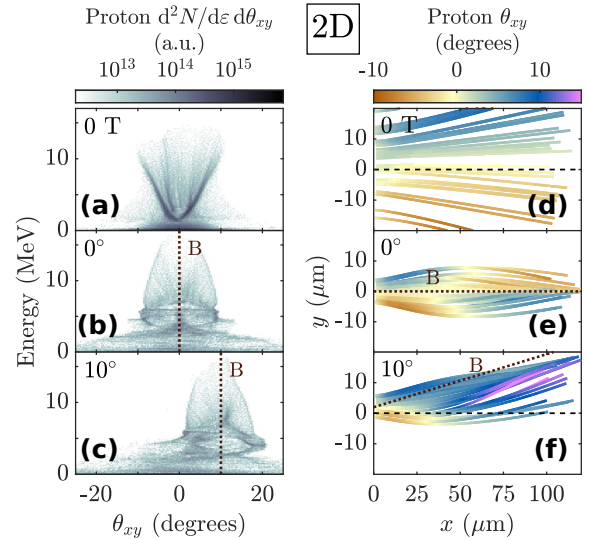 Proton d²N/dε dθxy
(a.u.)
10¹³ 10¹⁴ 10¹⁵
2D
Proton θxy
(degrees)
-10 0 10
0 T
10
0
(a)
0 T
10
0
-10
(d)
0°
B
10
0
(b)
0°
B
10
0
-10
(e)
10°
B
10
0
(c)
10°
B
10
0
-10
(f)
Energy (MeV)
y (μm)
-20 0 20
θxy (degrees)
0 25 50 75 100
x (μm)